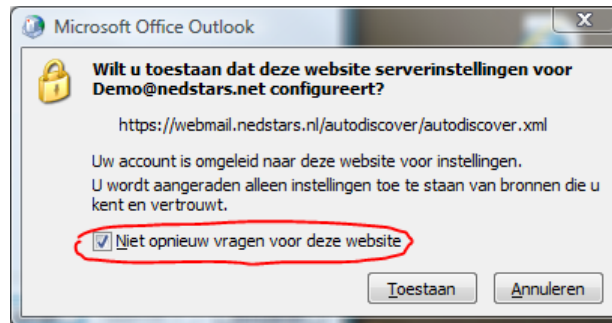 Microsoft Office Outlook
X
Wilt u toestaan dat deze website serverinstellingen voor
Demo@nedstars.net configureert?
https://webmail.nedstars.nl/autodiscover/autodiscover.xml
Uw account is omgeleid naar deze website voor instellingen.
U wordt aangeraden alleen instellingen toe te staan van bronnen die u
kent en vertrouwt.
Niet opnieuw vragen voor deze website
Toestaan
Annuleren